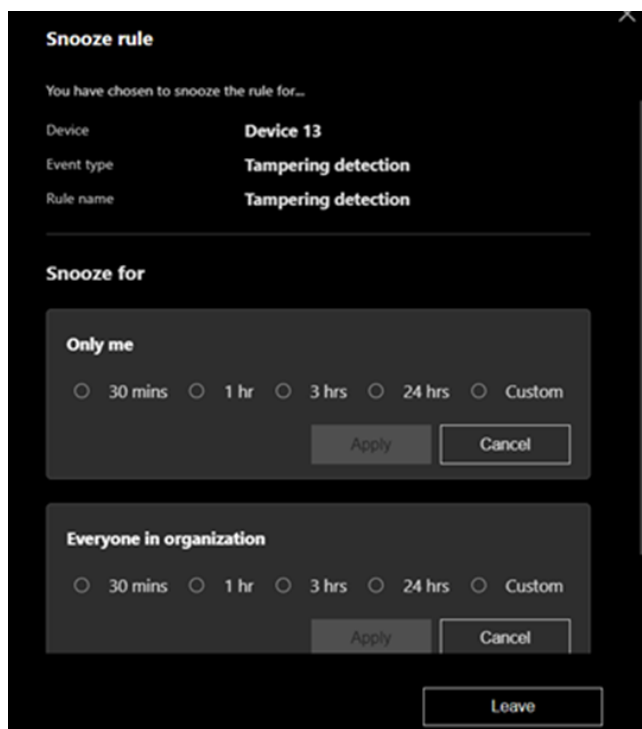 Snooze rule
You have chosen to snooze the rule for...
Device Device 13
Event type Tampering detection
Rule name Tampering detection
Snooze for
Only me
30 mins 1 hr 3 hrs 24 hrs Custom
Apply Cancel
Everyone in organization
30 mins 1 hr 3 hrs 24 hrs Custom
Apply Cancel
Leave